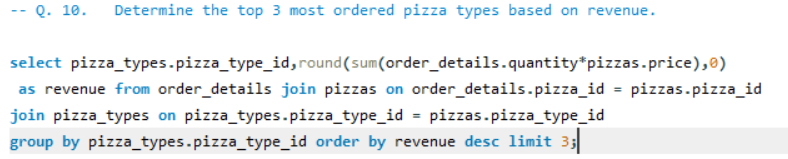 -- Q. 10.   Determine the top 3 most ordered pizza types based on revenue.
select pizza_types.pizza_type_id,round(sum(order_details.quantity*pizzas.price),0)
as revenue from order_details join pizzas on order_details.pizza_id = pizzas.pizza_id
join pizza_types on pizza_types.pizza_type_id = pizzas.pizza_type_id
group by pizza_types.pizza_type_id order by revenue desc limit 3;